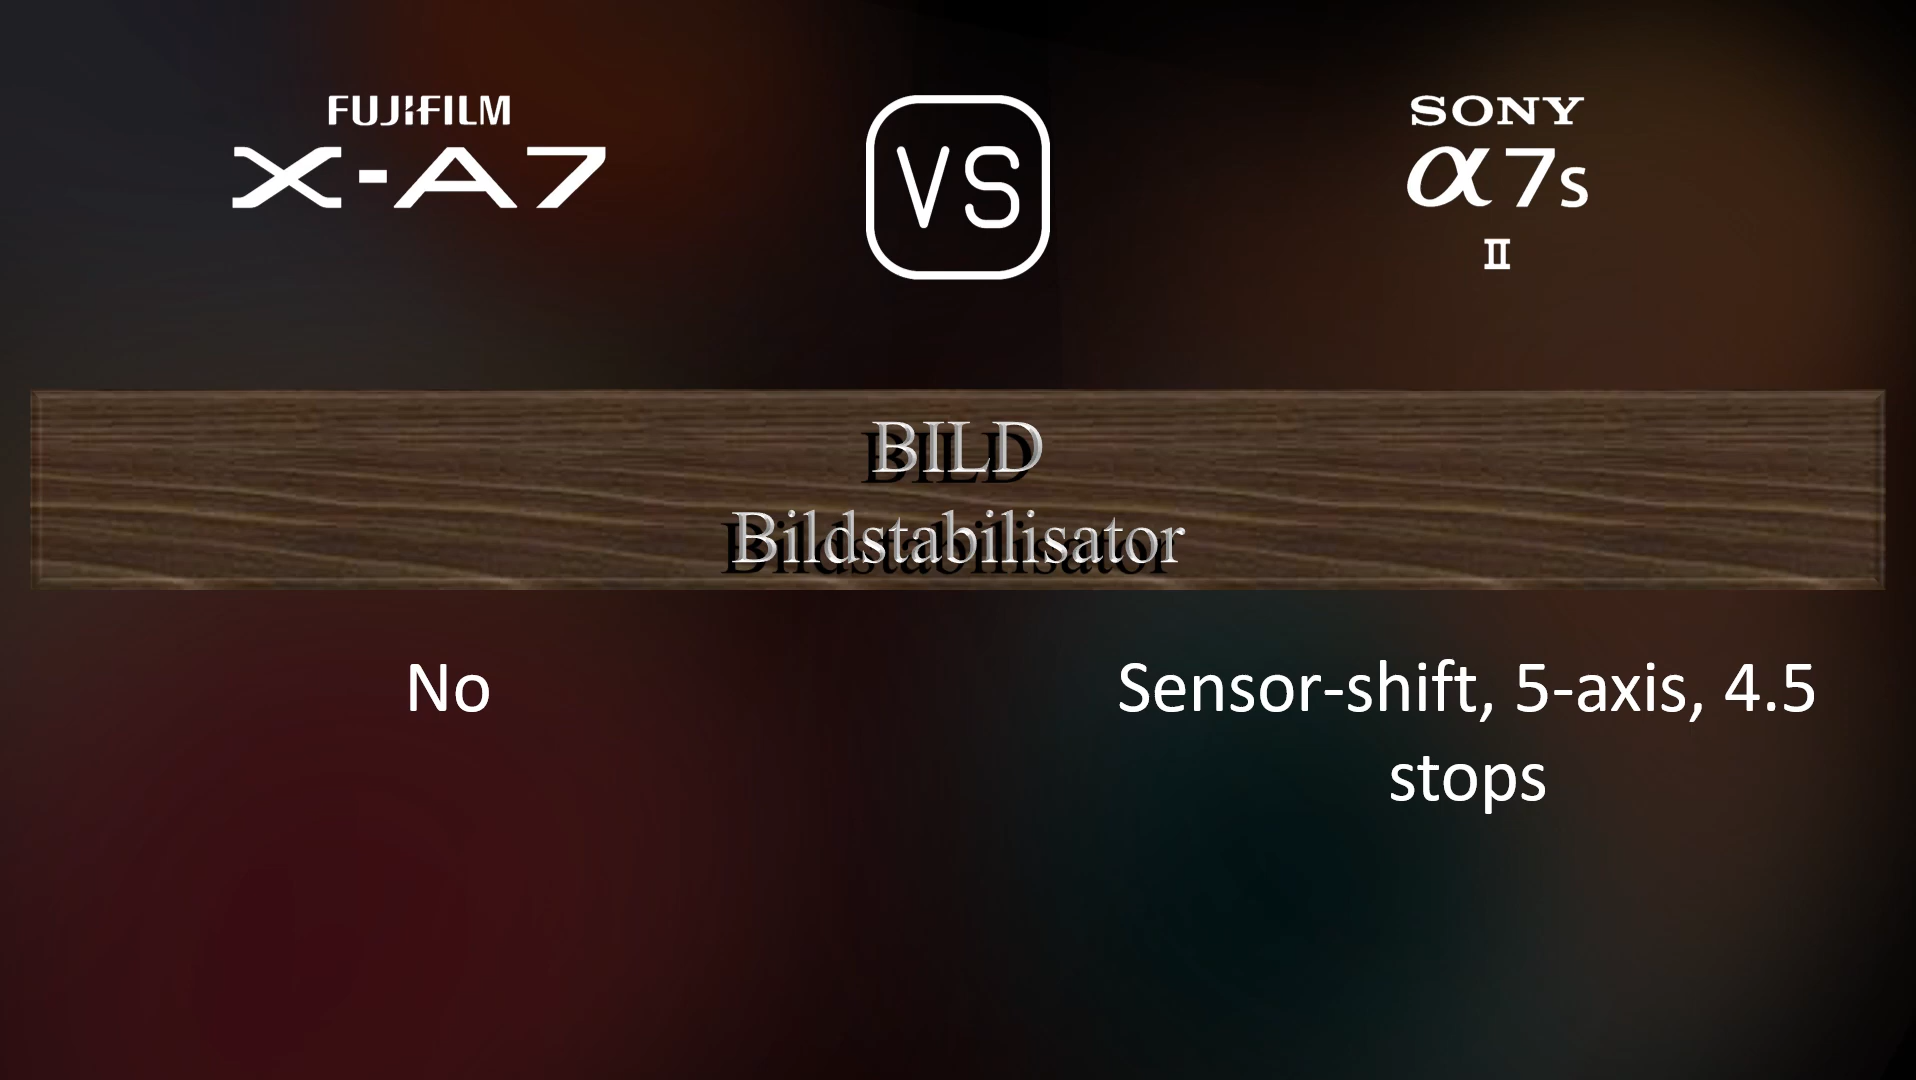 FUJIFILM
X-A7
VS
SONY
α7s
II
BILD
Bildstabilisator
No
Sensor-shift, 5-axis, 4.5
stops